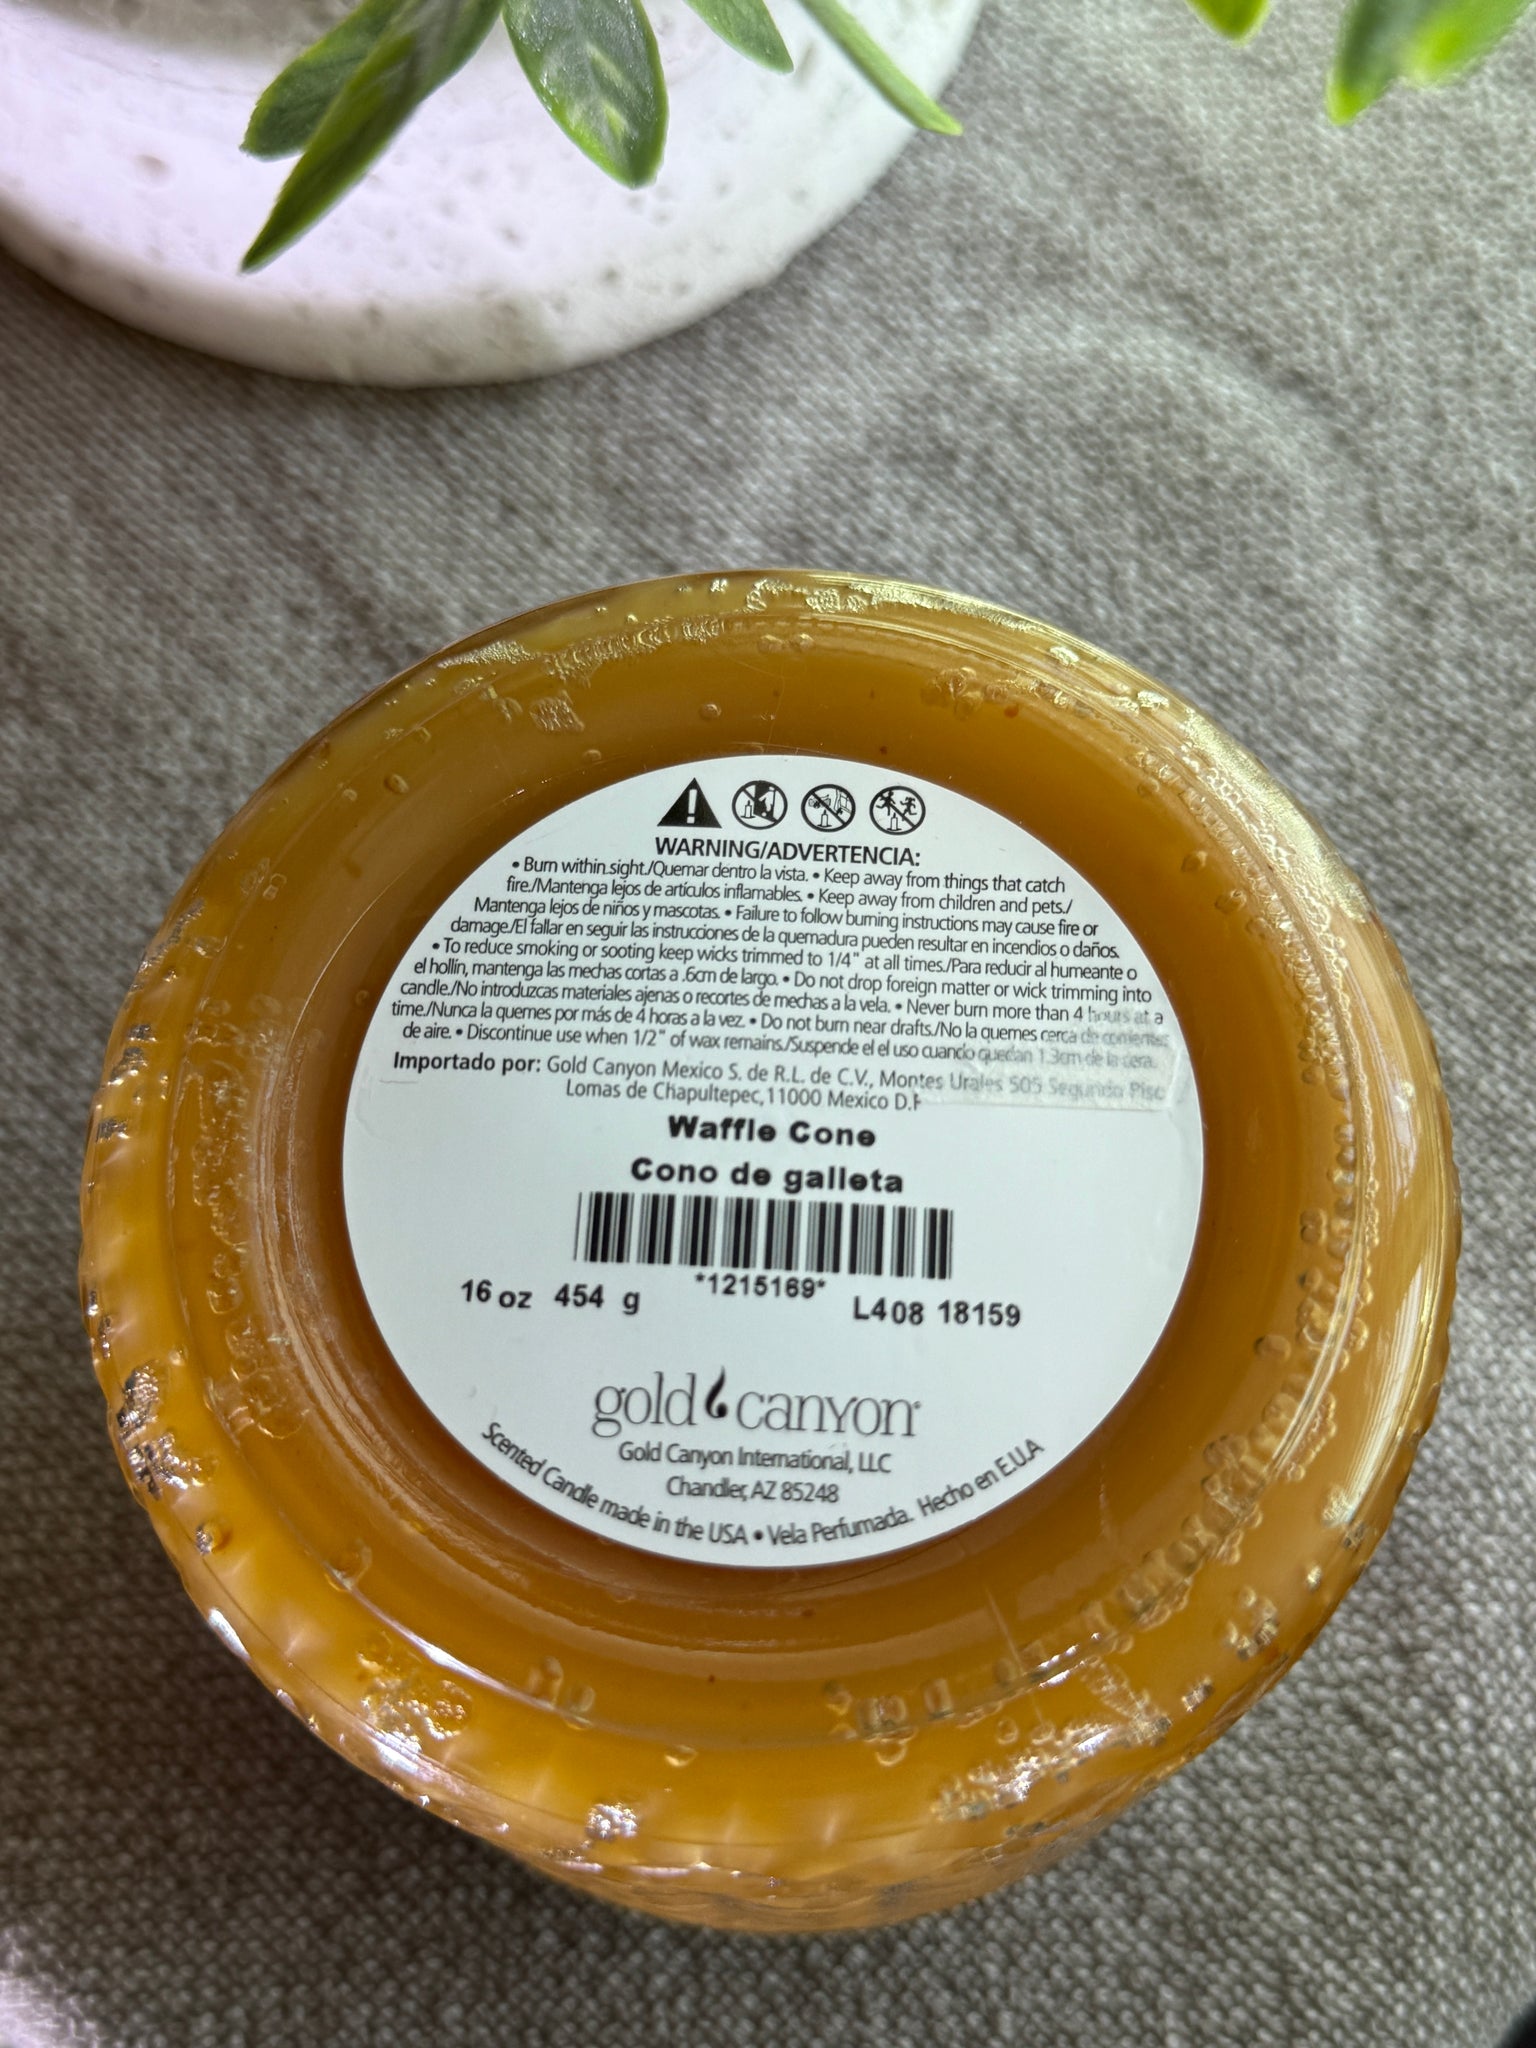 WARNING/ADVERTENCIA:
• Burn within sight./Quemar dentro la vista. • Keep away from things that catch
fire./Mantenga lejos de artículos inflamables. • Keep away from children and pets./
Mantenga lejos de niños y mascotas. • Failure to follow burning instructions may cause fire or
damage./El fallar en seguir las instrucciones de la quemadura pueden resultar en incendios o daños.
• To reduce smoking or sooting keep wicks trimmed to 1/4" at all times./Para reducir al humeante o
el hollín, mantenga las mechas cortas a .6cm de largo. • Do not drop foreign matter or wick trimming into
candle./No introduzcas materiales ajenas o recortes de mechas a la vela. • Never burn more than 4 hours at a
time./Nunca la quemes por más de 4 horas a la vez. • Do not burn near drafts./No la quemes cerca de corrientes
de aire. • Discontinue use when 1/2" of wax remains./Suspende el el uso cuando quedan 1.3cm de la cera.
Importado por: Gold Canyon Mexico S. de R.L. de C.V., Montes Urales 505 Segundo Piso
Lomas de Chapultepec, 11000 Mexico D.F
Waffle Cone
Cono de galleta
*1215169*
16 oz 454 g L408 18159
gold canyon
Gold Canyon International, LLC
Chandler, AZ 85248
Scented Candle made in the USA • Vela Perfumada. Hecho en E.U.A